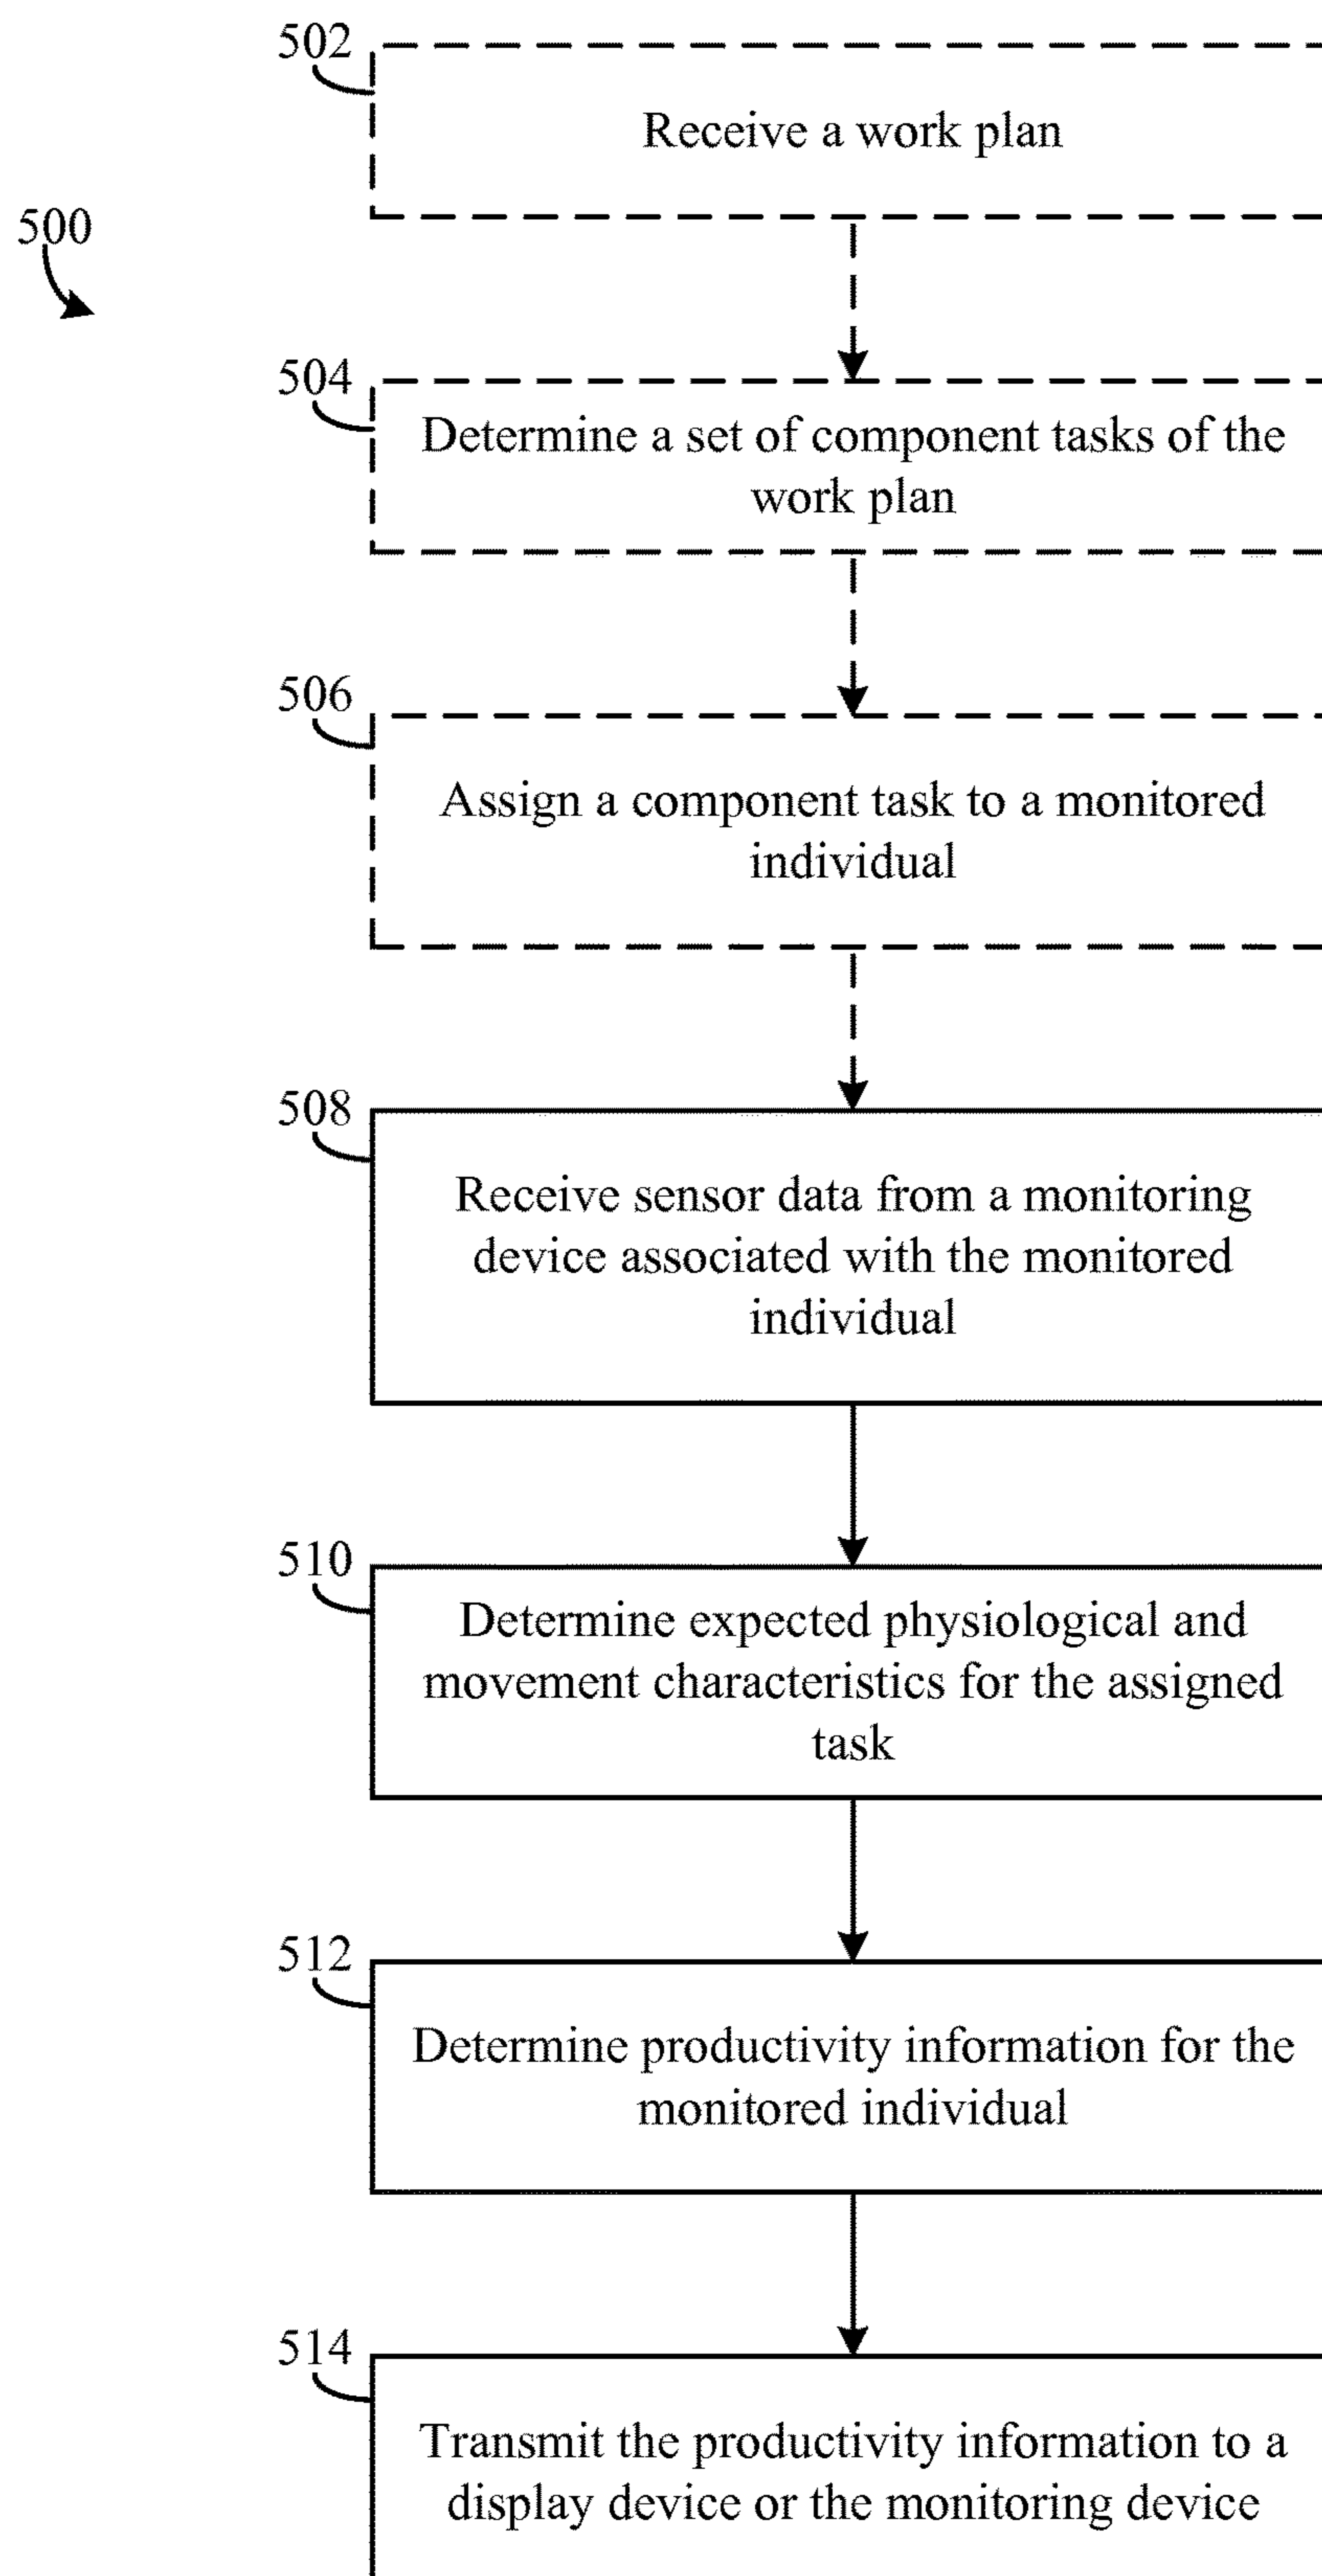 502
Receive a work plan
500
504
Determine a set of component tasks of the
work plan
506
Assign a component task to a monitored
individual
508
Receive sensor data from a monitoring
device associated with the monitored
individual
510
Determine expected physiological and
movement characteristics for the assigned
task
512
Determine productivity information for the
monitored individual
514
Transmit the productivity information to a
display device or the monitoring device